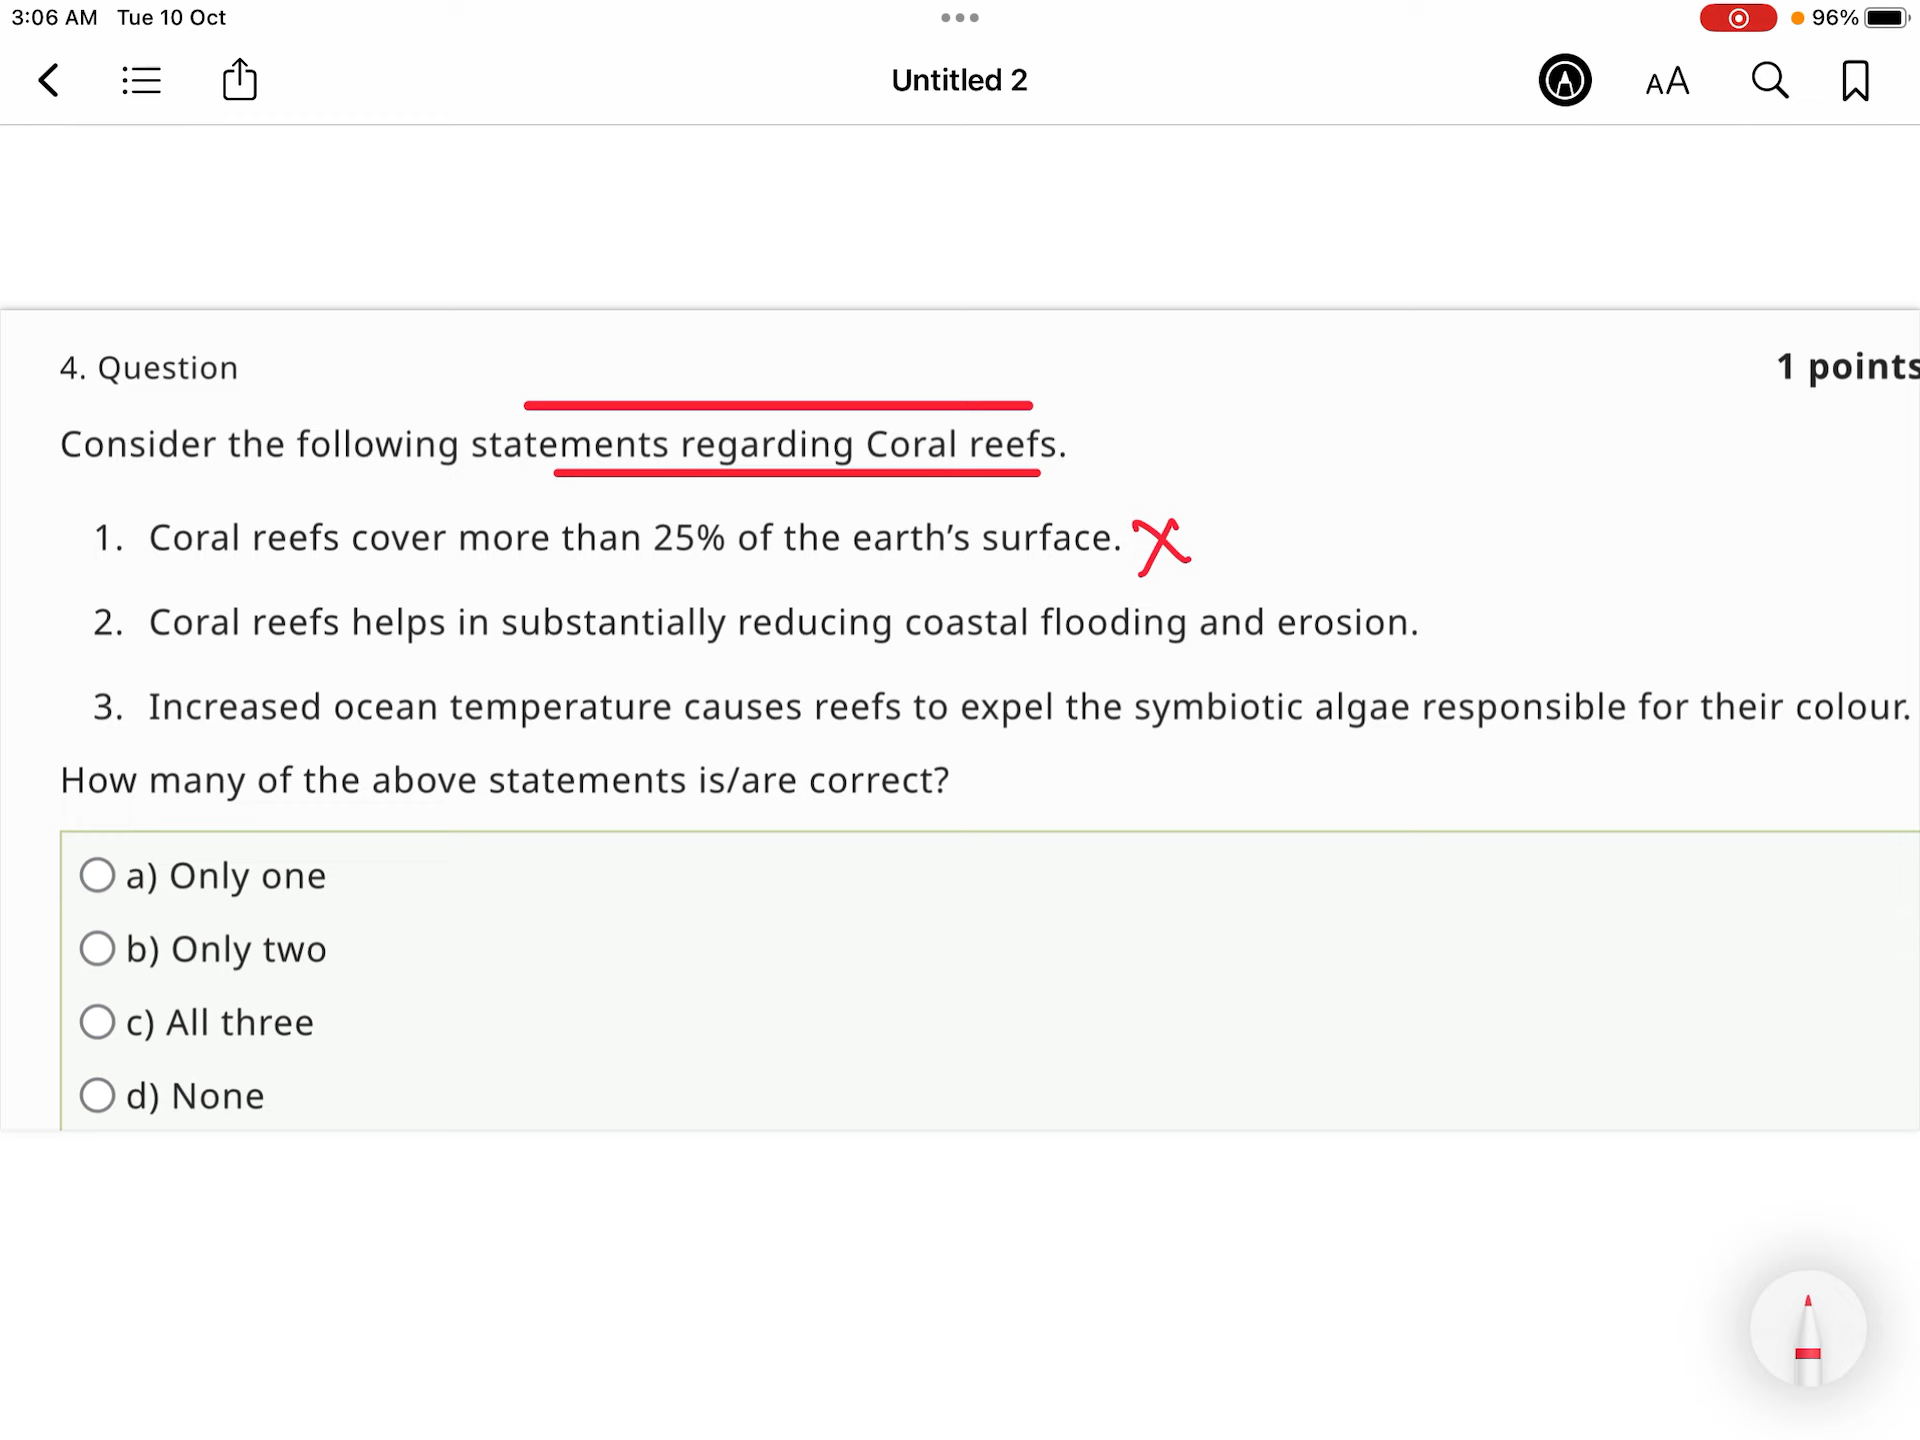 3:06 AM Tue 10 Oct
96%
Untitled 2
AA
4. Question
1 points
Consider the following statements regarding Coral reefs.
1. Coral reefs cover more than 25% of the earth’s surface. X
2. Coral reefs helps in substantially reducing coastal flooding and erosion.
3. Increased ocean temperature causes reefs to expel the symbiotic algae responsible for their colour.
How many of the above statements is/are correct?
a) Only one
b) Only two
c) All three
d) None